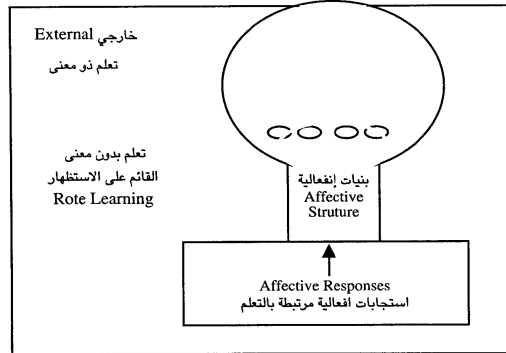 خارجي External
تعلم ذو معنى
تعلم بدون معنى
القائم على الاستظهار
Rote Learning
بنيات إنفعالية
Affective
Struture
Affective Responses
استجابات افعالية مرتبطة بالتعلم